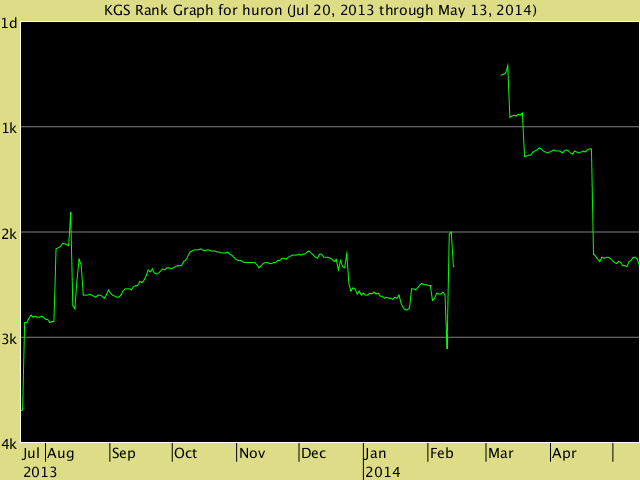 KGS Rank Graph for huron (Jul 20, 2013 through May 13, 2014)
1d
1k
2k
3k
4k
Jul Aug Sep Oct Nov Dec Jan Feb Mar Apr
2013 2014